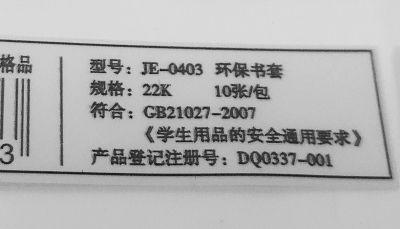 格品
型号：JE-0403 环保书套
规格：22K 10张/包
符合：GB21027-2007
《学生用品的安全通用要求》
产品登记注册号：DQ0337-001
3